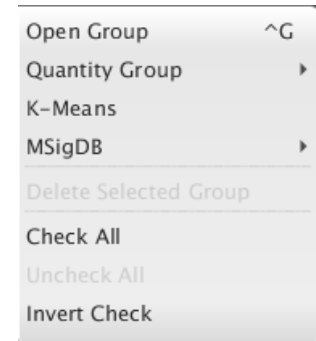 Open Group ^G
Quantity Group
K-Means
MSigDB
Delete Selected Group
Check All
Uncheck All
Invert Check